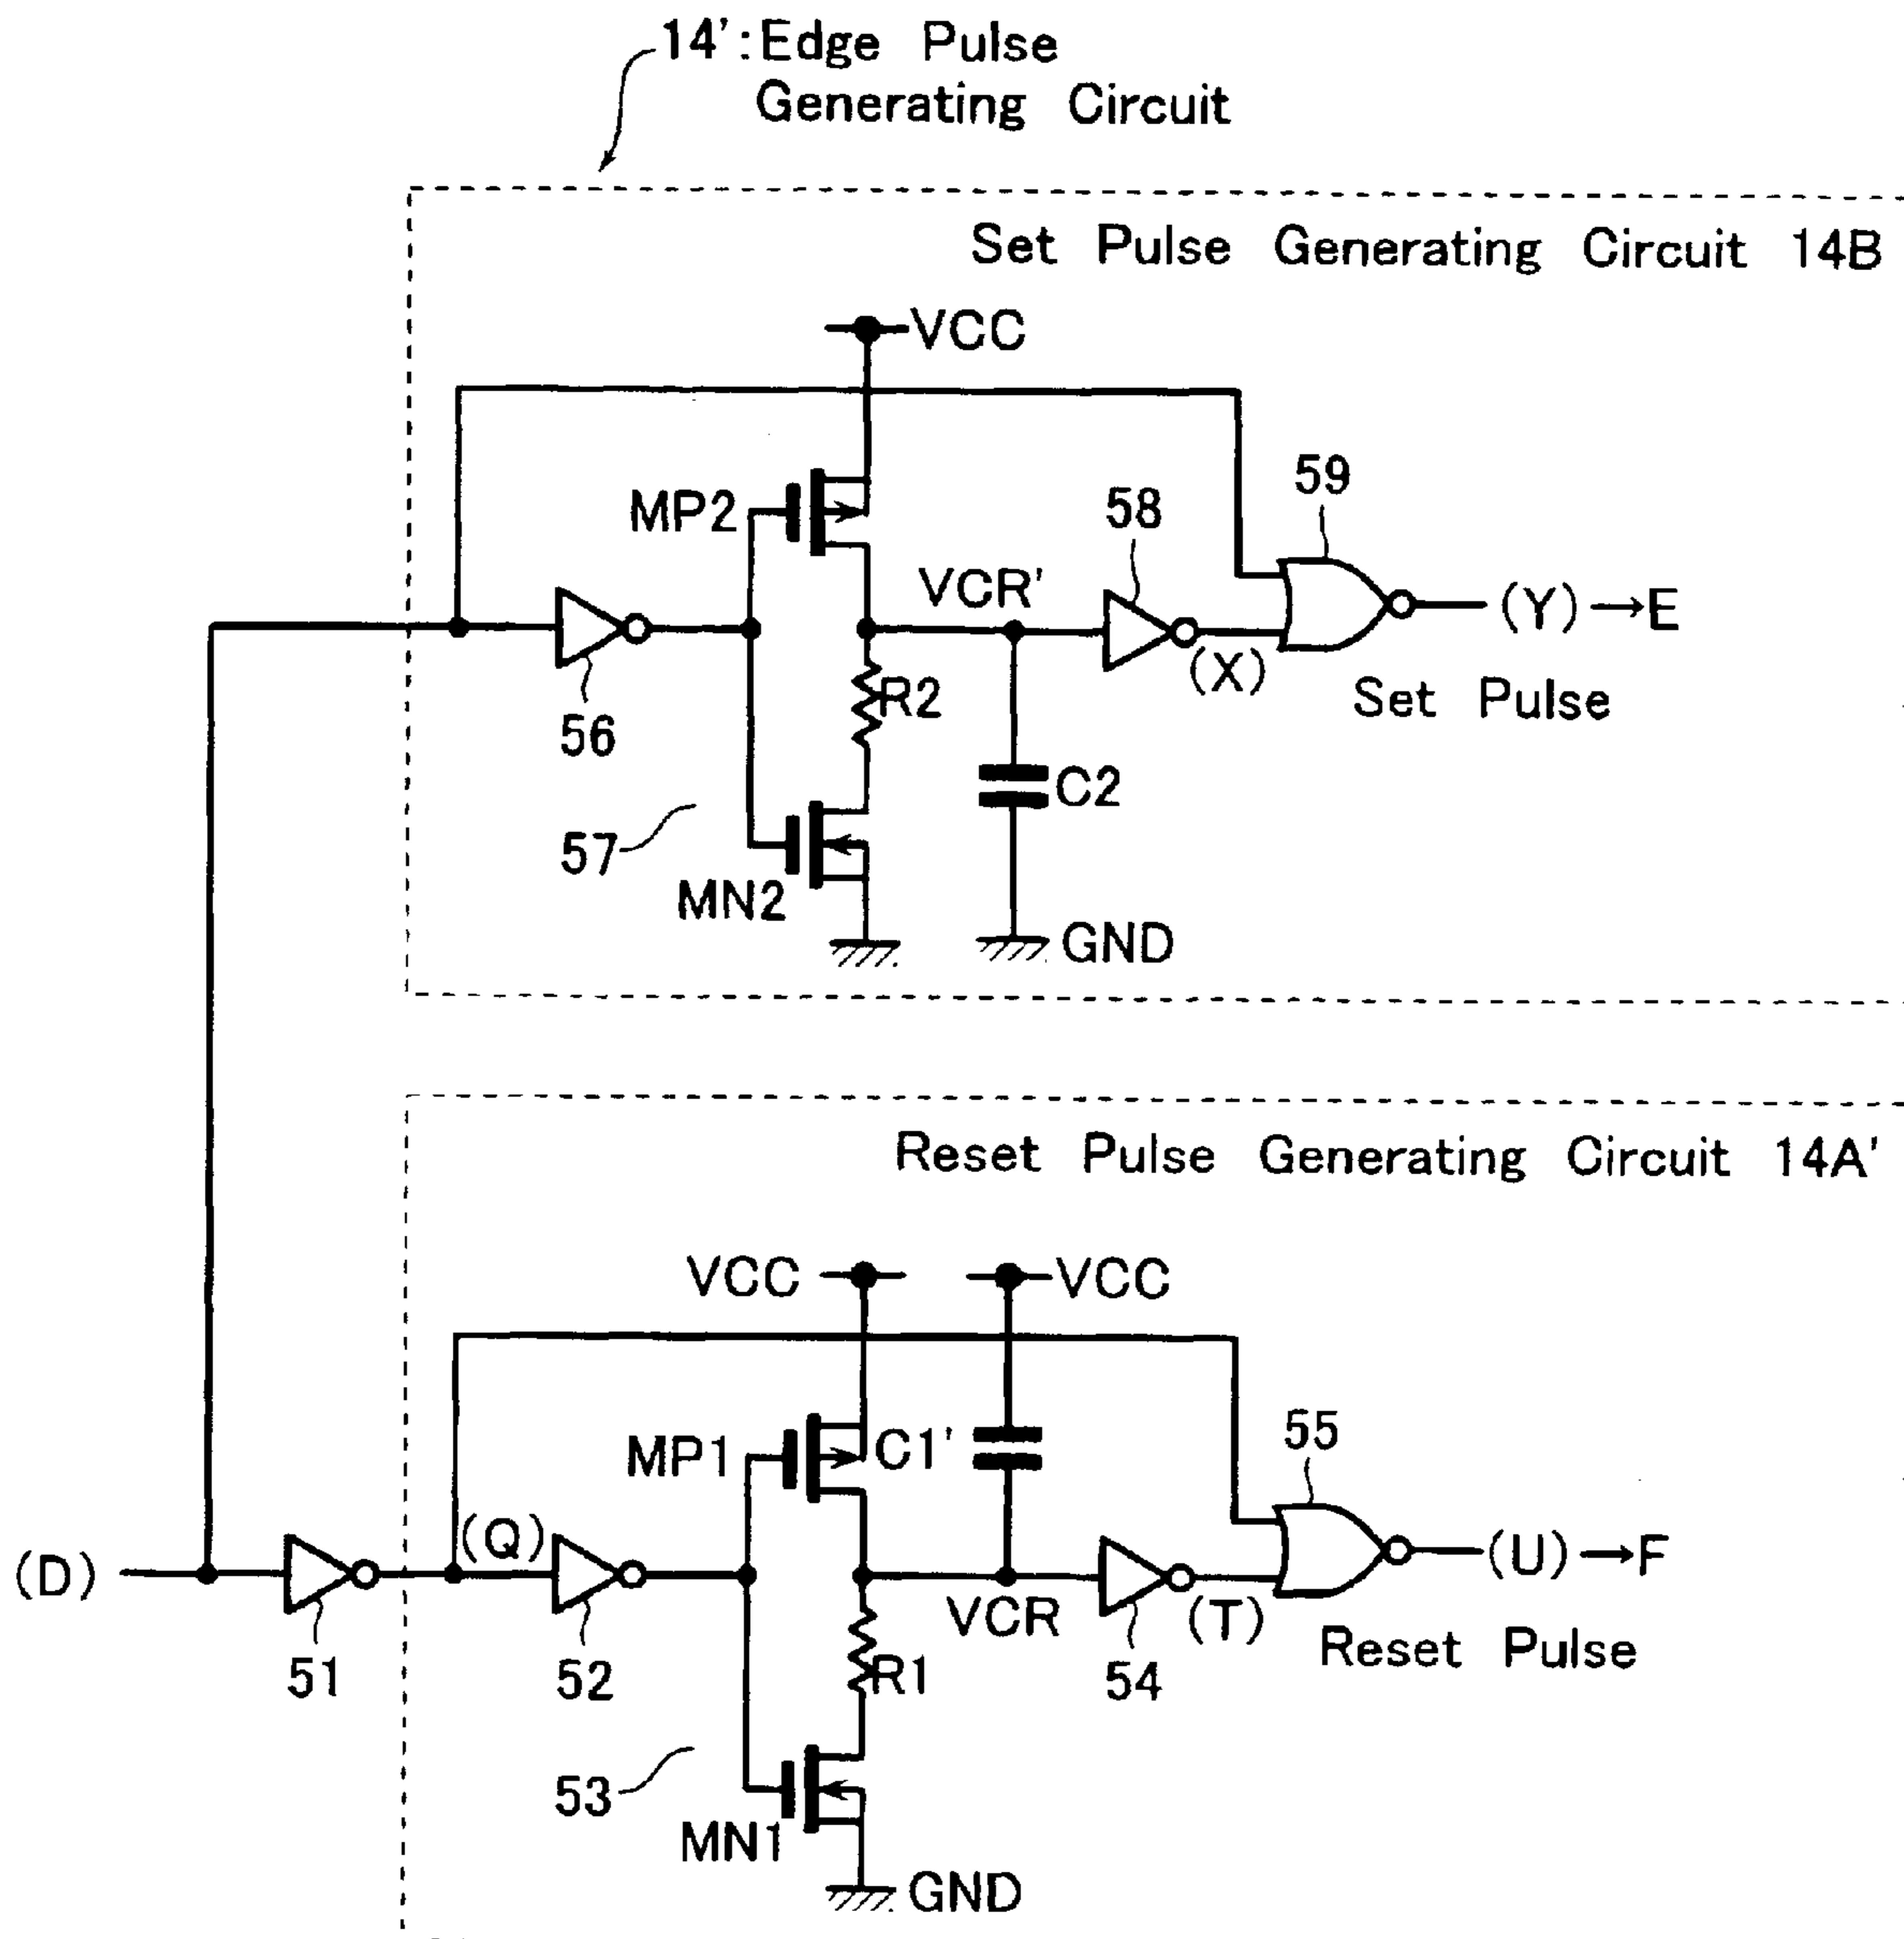 14':Edge Pulse
Generating Circuit
Set Pulse Generating Circuit 14B
VCC
MP2
VCR'
58
59
(Y)→E
(X)
Set Pulse
56
R2
C2
57
MN2
GND
Reset Pulse Generating Circuit 14A'
VCC
VCC
MP1
C1'
55
(D)
(Q)
(U)→F
VCR
(T)
Reset Pulse
51
52
R1
54
53
MN1
GND